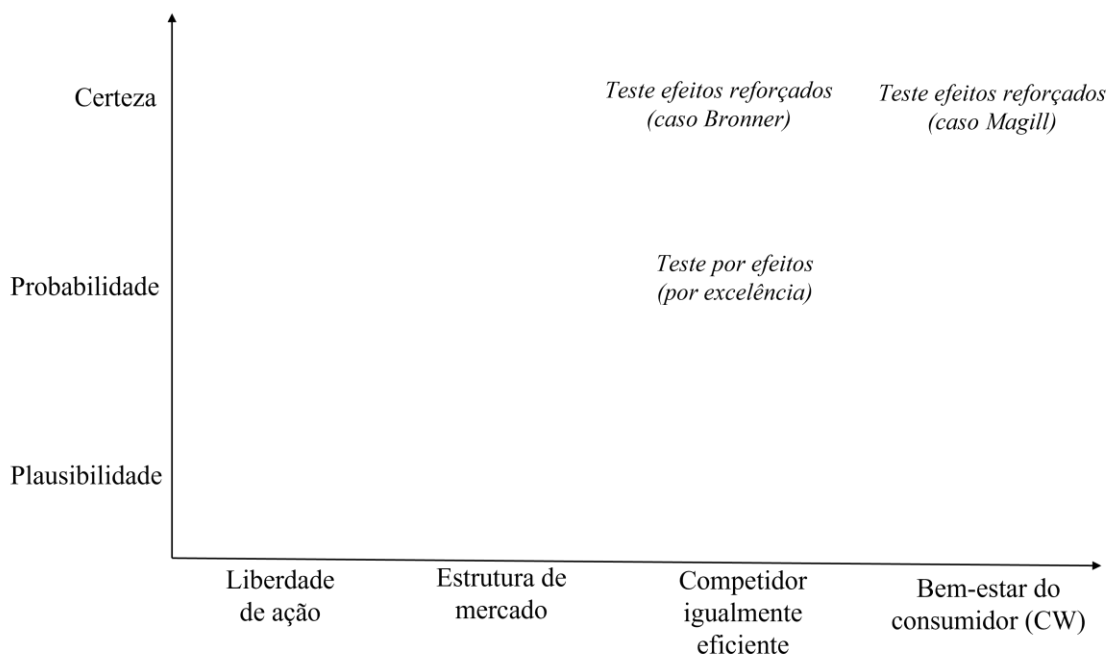 Certeza
Teste efeitos reforçados
(caso Bronner)
Teste efeitos reforçados
(caso Magill)
Probabilidade
Teste por efeitos
(por excelência)
Plausibilidade
Liberdade
de ação
Estrutura de
mercado
Competidor
igualmente
eficiente
Bem-estar do
consumidor (CW)